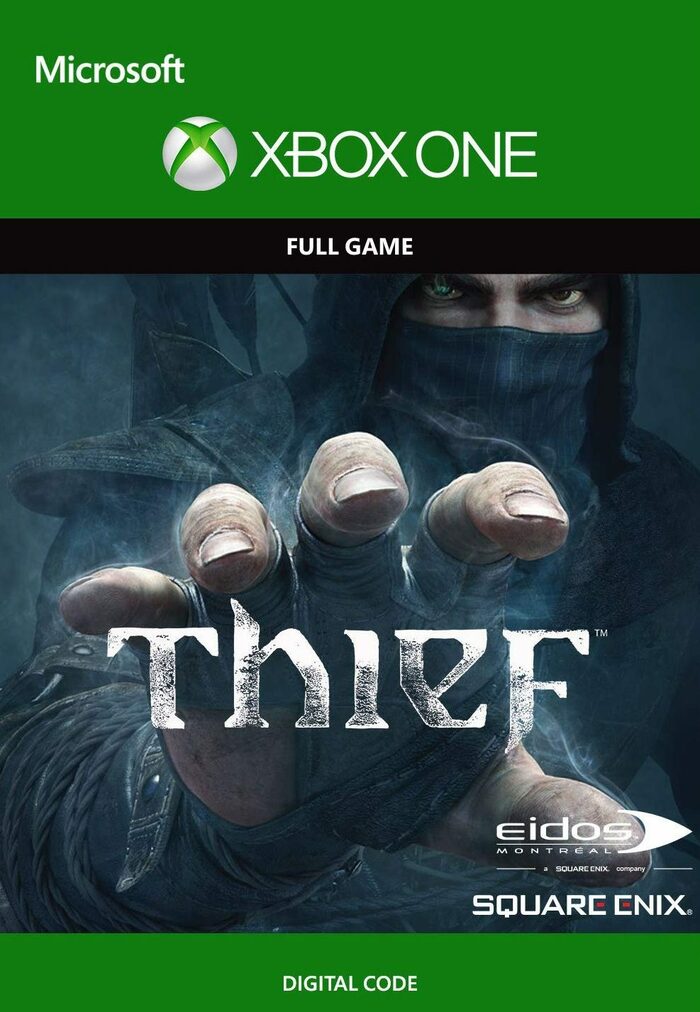 Microsoft
XBOX ONE
FULL GAME
THIEF™
eidos
MONTRÉAL
a SQUARE ENIX. company
SQUARE ENIX®
DIGITAL CODE